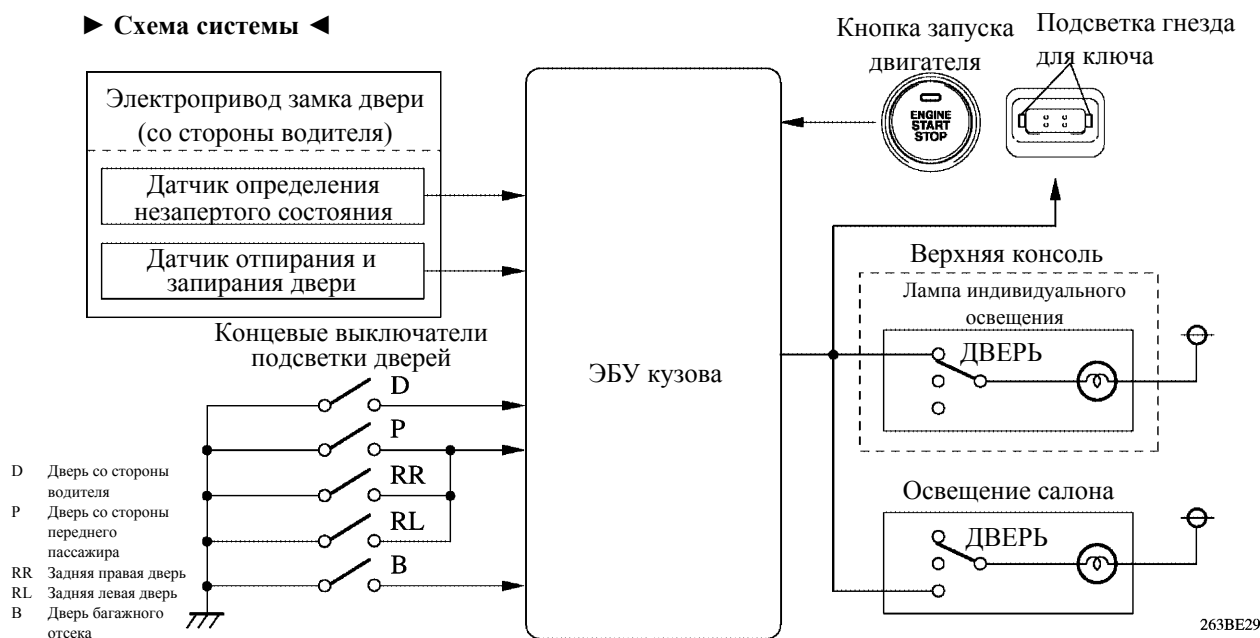 ► Схема системы ◄
Электропривод замка двери
(со стороны водителя)
Датчик определения
незапертого состояния
Датчик отпирания и
запирания двери
Концевые выключатели
подсветки дверей
D
P
RR
RL
B
D Дверь со стороны
водителя
P Дверь со стороны
переднего
пассажира
RR Задняя правая дверь
RL Задняя левая дверь
B Дверь багажного
отсека
ЭБУ кузова
Кнопка запуска
двигателя
ENGINE
START
STOP
Подсветка гнезда
для ключа
Верхняя консоль
Лампа индивидуального
освещения
ДВЕРЬ
Освещение салона
ДВЕРЬ
263BE29